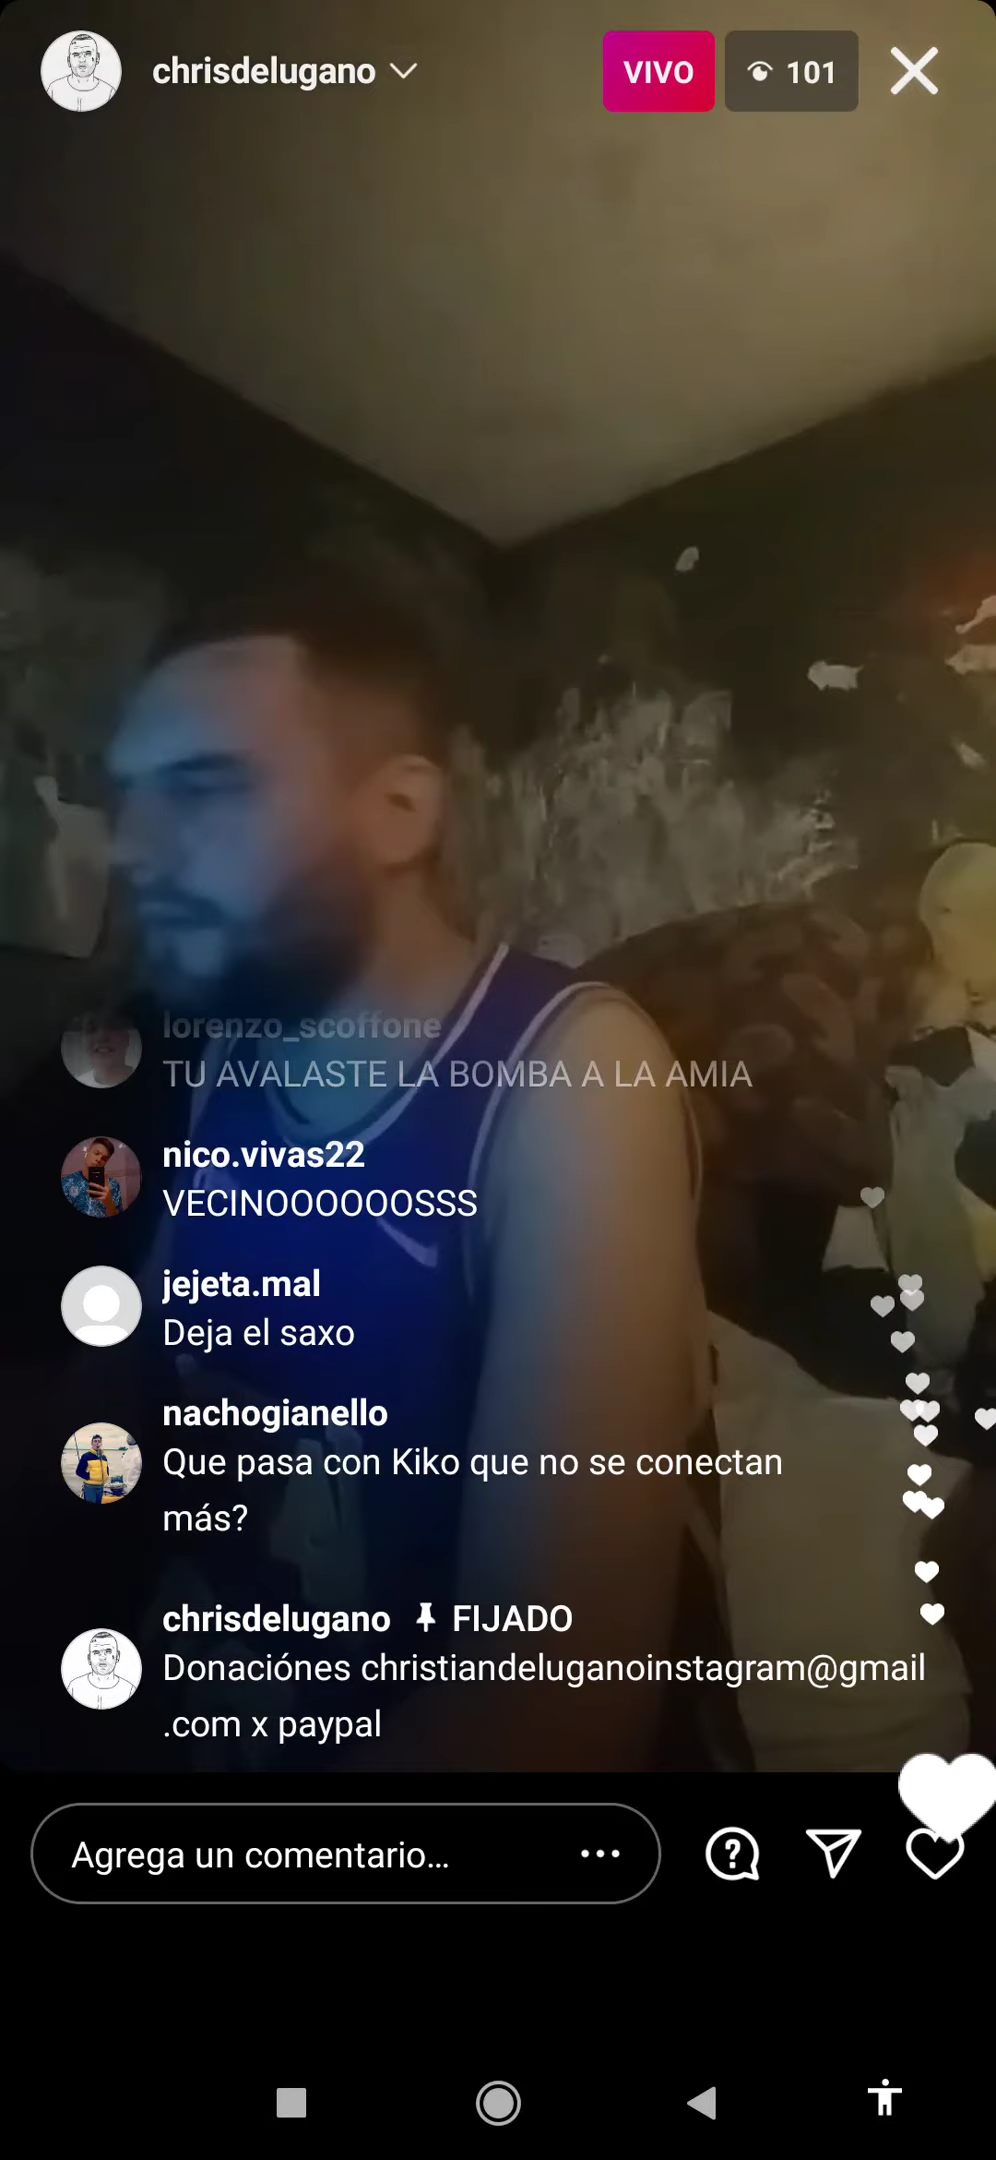 chrisdelugano
VIVO
101
lorenzo_scoffone
TU AVALASTE LA BOMBA A LA AMIA
nico.vivas22
VECINOOOOOOSSS
jejeta.mal
Deja el saxo
nachogianello
Que pasa con Kiko que no se conectan
más?
chrisdelugano FIJADO
Donaciónes christiandeluganoinstagram@gmail
.com x paypal
Agrega un comentario...